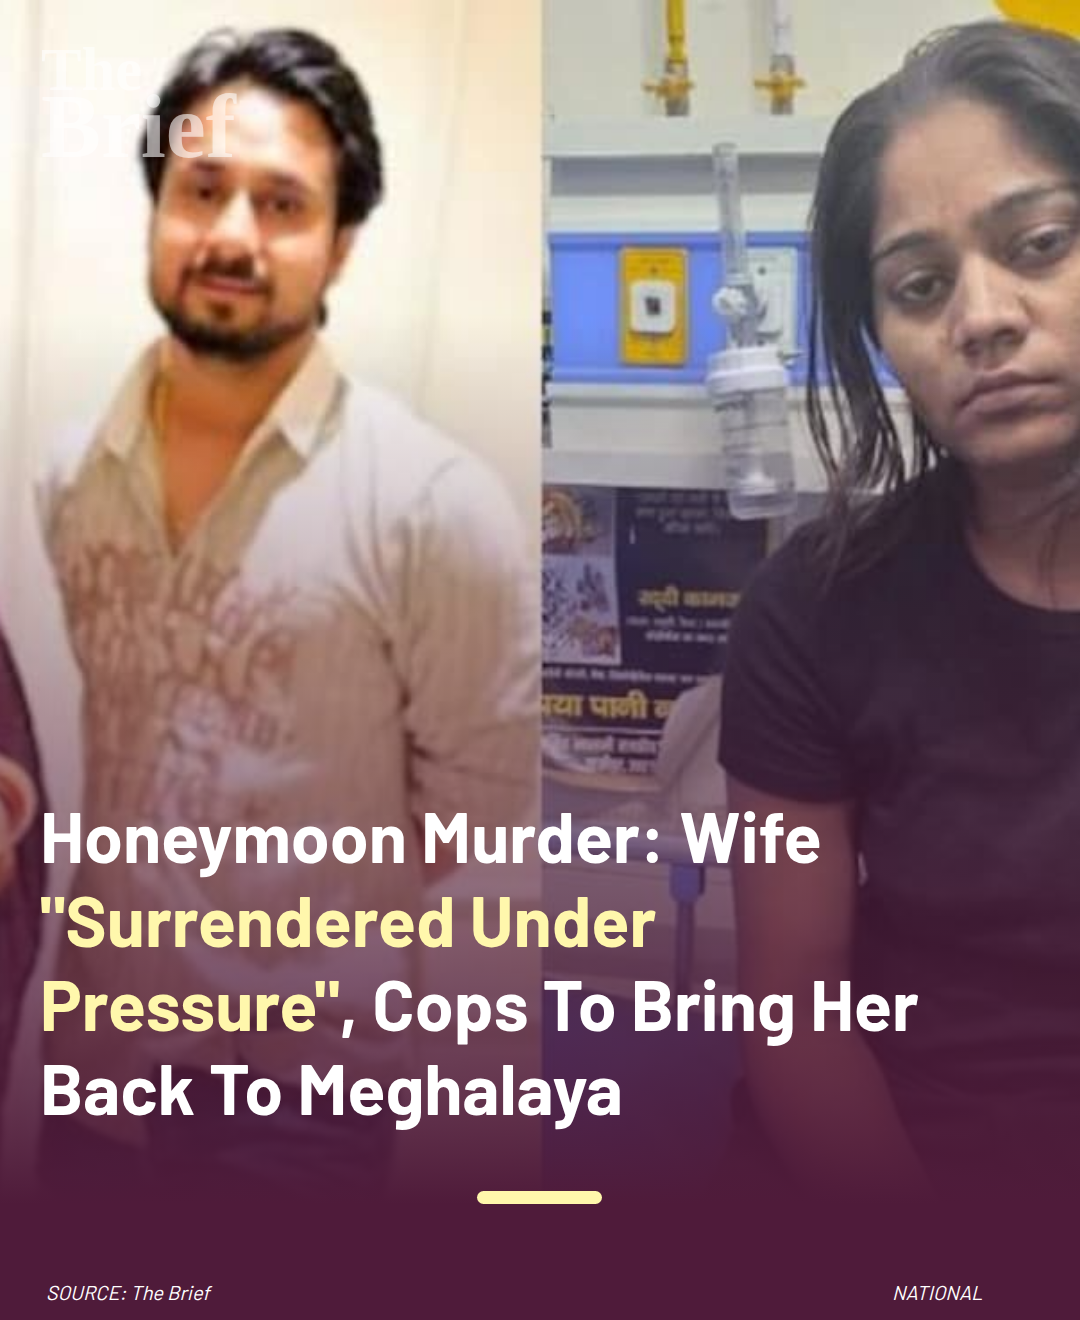 The
Brief
पया पानी
Honeymoon Murder: Wife
"Surrendered Under
Pressure", Cops To Bring Her
Back To Meghalaya
SOURCE: The Brief
NATIONAL